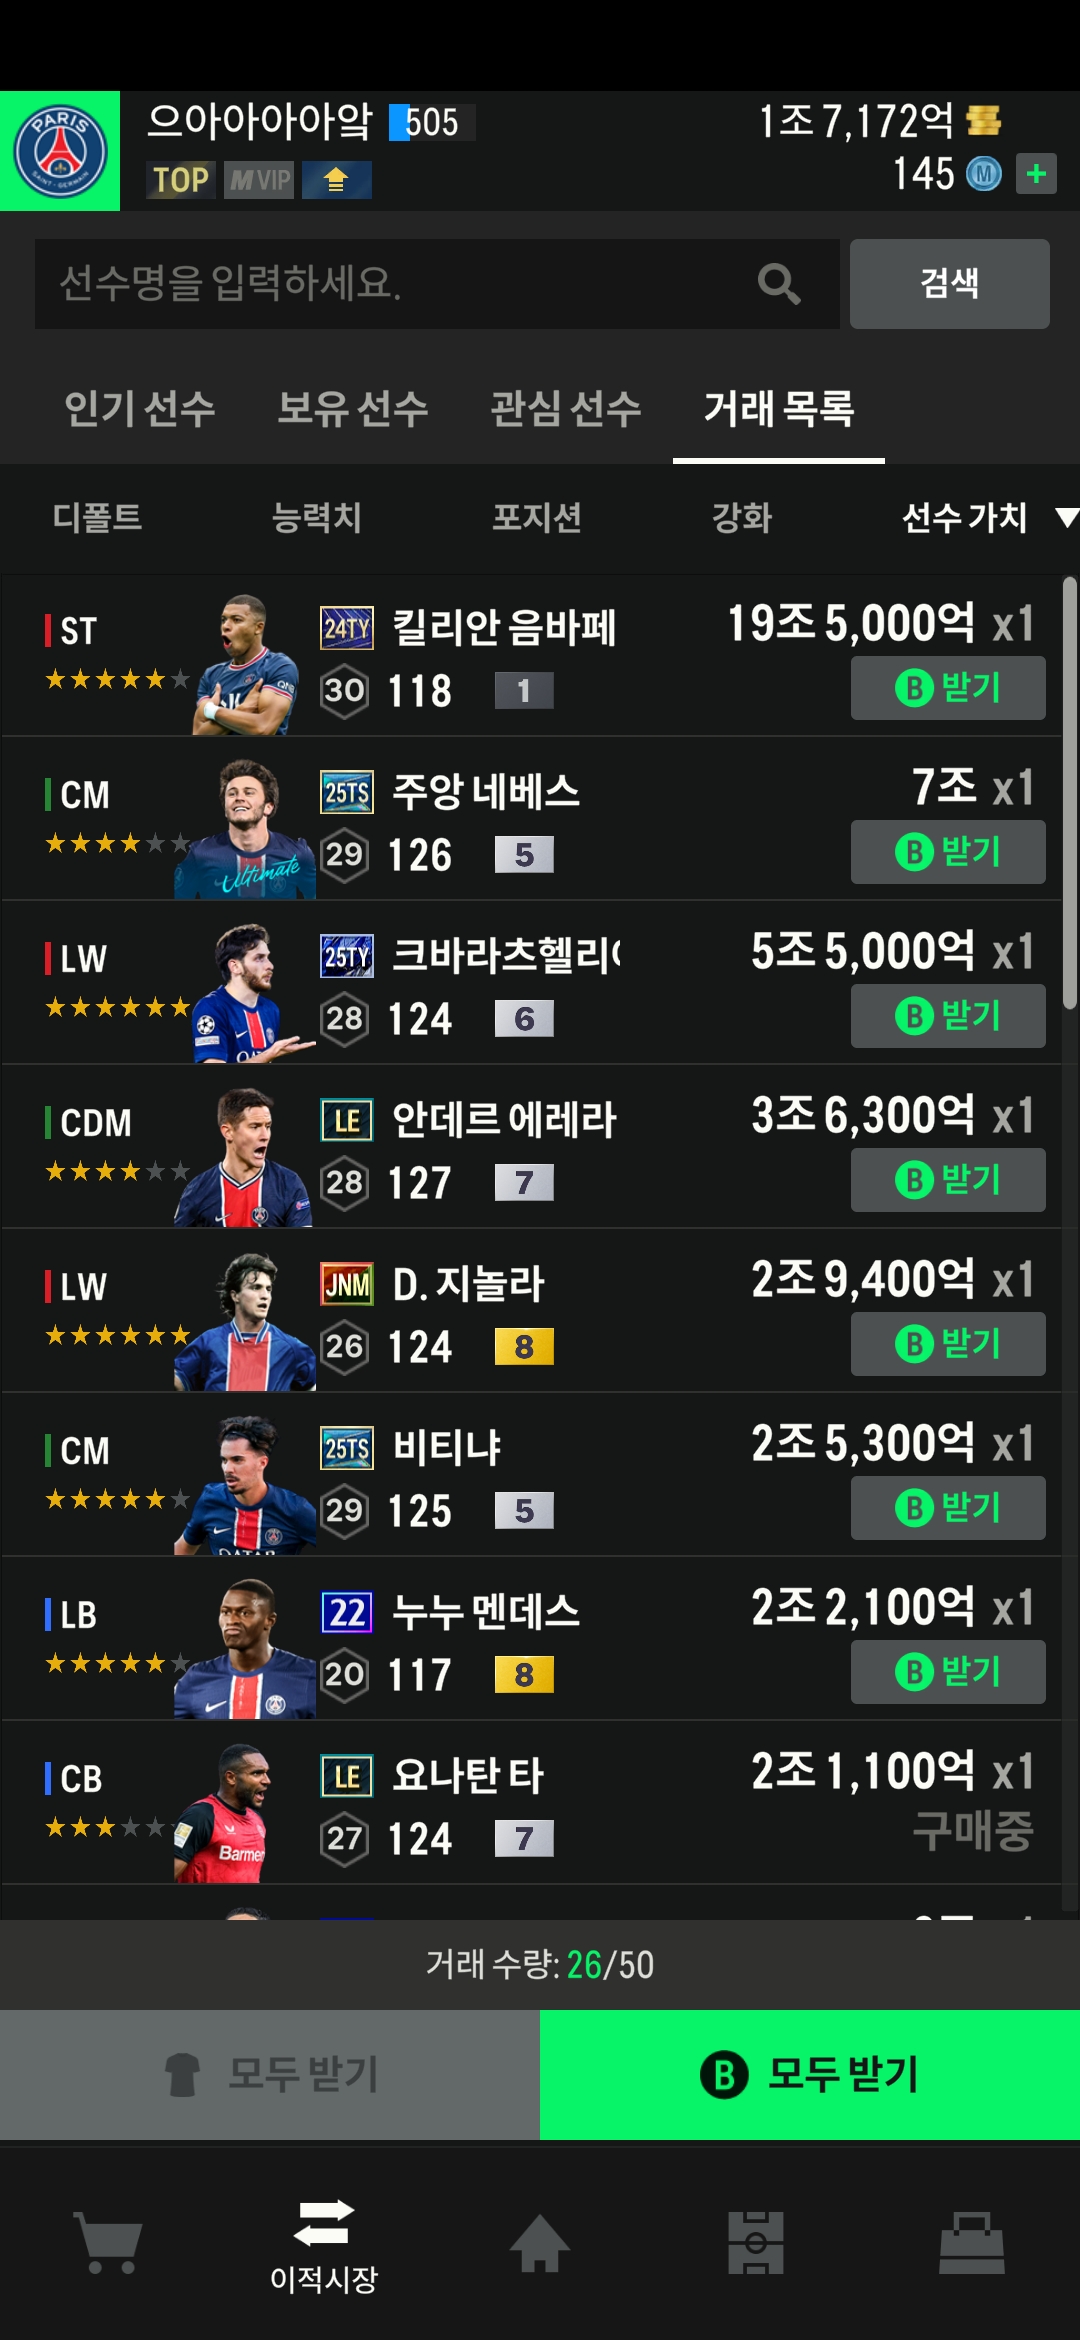 으아아아아앜 505
1조 7,172억
TOP M VIP
145 M +
PARIS
SAINT-GERMAIN
선수명을 입력하세요.
검색
인기 선수 보유 선수 관심 선수 거래 목록
디폴트 능력치 포지션 강화 선수 가치 ▼
ST 24TY 킬리안 음바페 19조 5,000억 x1
30 118 1 B 받기
CM 25TS 주앙 네베스 7조 x1
Ultimate 29 126 5 B 받기
LW 25TY 크바라츠헬리 5조 5,000억 x1
28 124 6 B 받기
CDM LE 안데르 에레라 3조 6,300억 x1
28 127 7 B 받기
LW JNM D. 지놀라 2조 9,400억 x1
26 124 8 B 받기
CM 25TS 비티냐 2조 5,300억 x1
29 125 5 B 받기
LB 22 누누 멘데스 2조 2,100억 x1
20 117 8 B 받기
CB LE 요나탄 타 2조 1,100억 x1
Barmen 27 124 7 구매중
거래 수량: 26/50
모두 받기 B 모두 받기
이적시장